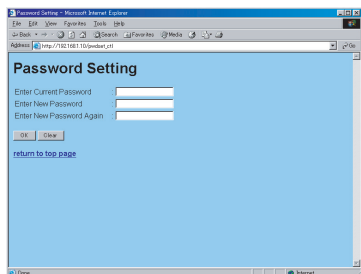 Password Setting - Microsoft Internet Explorer
File Edit View Favorites Tools Help
Back Search Favorites Media
Address http://192.168.1.10/pwdset_ctl Go
Password Setting
Enter Current Password :
Enter New Password :
Enter New Password Again :
OK Clear
return to top page
Done Internet